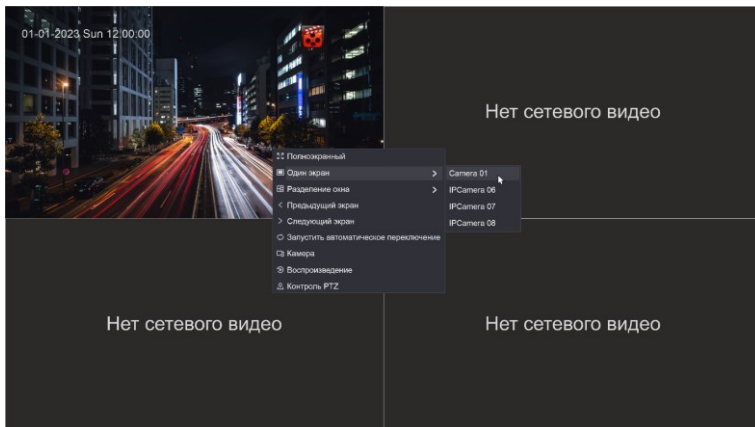 01-01-2023 Sun 12:00:00
Нет сетевого видео
Полноэкранный
Один экран
Camera 01
Разделение окна
IPCamera 06
Предыдущий экран
IPCamera 07
Следующий экран
IPCamera 08
Запустить автоматическое переключение
Камера
Воспроизведение
Контроль PTZ
Нет сетевого видео
Нет сетевого видео